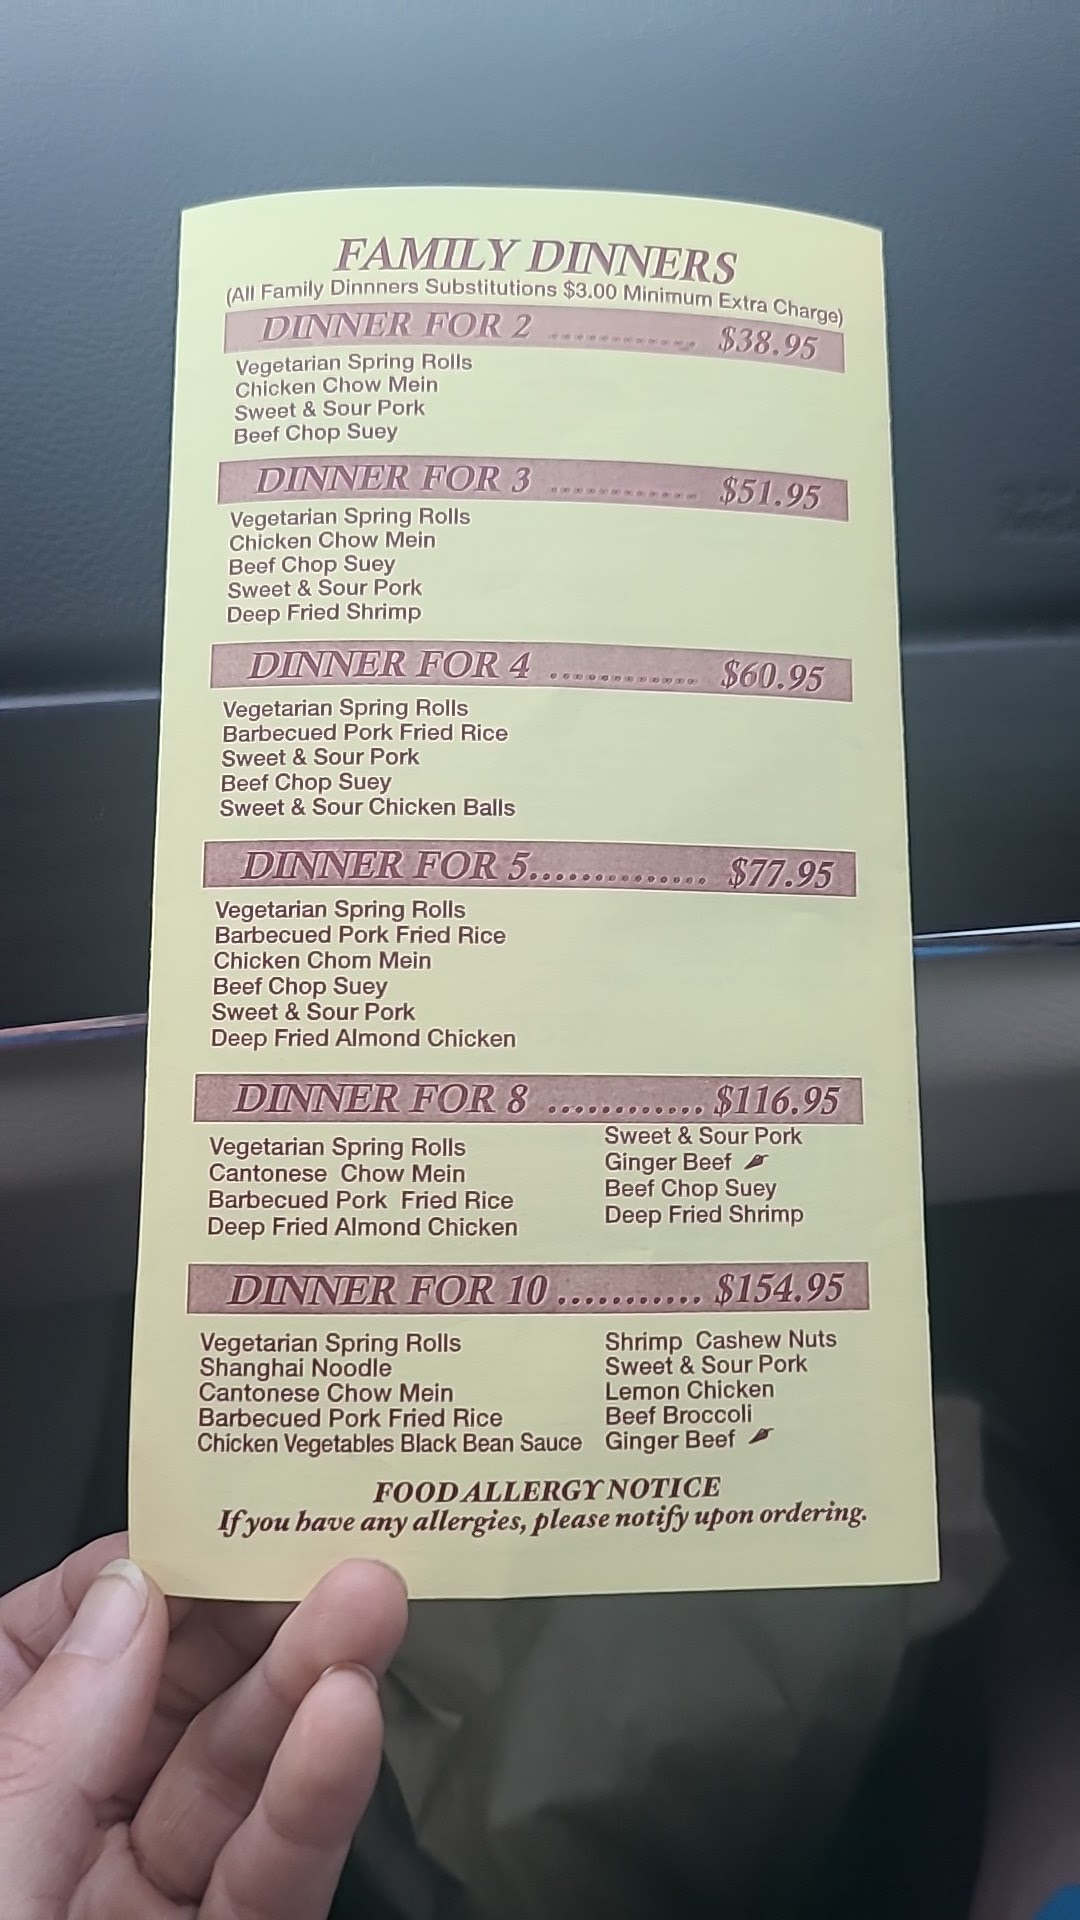 FAMILY DINNERS
(All Family Dinnners Substitutions $3.00 Minimum Extra Charge)
DINNER FOR 2 ............ $38.95
Vegetarian Spring Rolls
Chicken Chow Mein
Sweet & Sour Pork
Beef Chop Suey
DINNER FOR 3 ............ $51.95
Vegetarian Spring Rolls
Chicken Chow Mein
Beef Chop Suey
Sweet & Sour Pork
Deep Fried Shrimp
DINNER FOR 4 ............ $60.95
Vegetarian Spring Rolls
Barbecued Pork Fried Rice
Sweet & Sour Pork
Beef Chop Suey
Sweet & Sour Chicken Balls
DINNER FOR 5.............. $77.95
Vegetarian Spring Rolls
Barbecued Pork Fried Rice
Chicken Chom Mein
Beef Chop Suey
Sweet & Sour Pork
Deep Fried Almond Chicken
DINNER FOR 8 ............ $116.95
Vegetarian Spring Rolls
Cantonese Chow Mein
Barbecued Pork Fried Rice
Deep Fried Almond Chicken
Sweet & Sour Pork
Ginger Beef
Beef Chop Suey
Deep Fried Shrimp
DINNER FOR 10 ........... $154.95
Vegetarian Spring Rolls
Shanghai Noodle
Cantonese Chow Mein
Barbecued Pork Fried Rice
Chicken Vegetables Black Bean Sauce
Shrimp Cashew Nuts
Sweet & Sour Pork
Lemon Chicken
Beef Broccoli
Ginger Beef
FOOD ALLERGY NOTICE
If you have any allergies, please notify upon ordering.